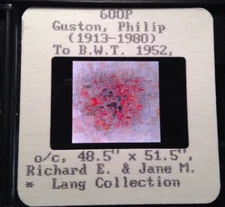 600P
Guston, Philip
(1913-1980)
To B.W.T. 1952,
o/c, 48.5" x 51.5",
Richard E. & Jane M.
* Lang Collection